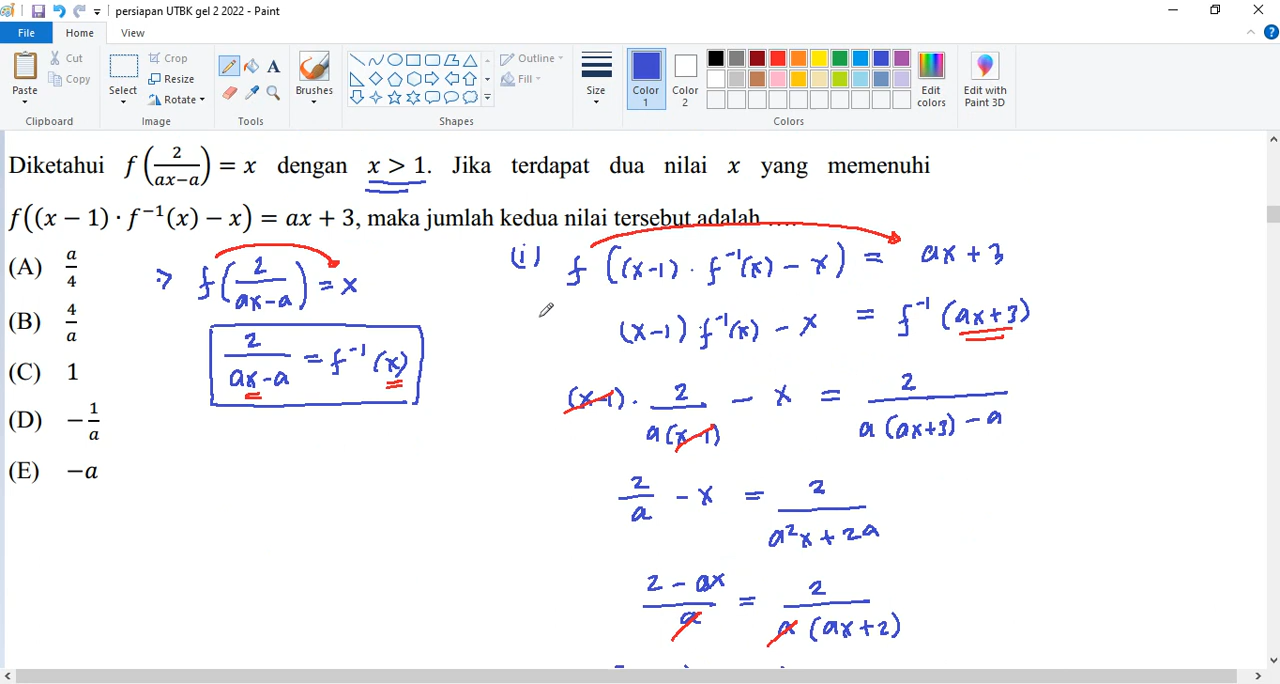 persiapan UTBK gel 2 2022 - Paint
File Home View
Paste Cut Copy Clipboard
Select Crop Resize Rotate Image
Tools A
Brushes
Outline Fill Shapes
Size
Color 1 Color 2 Edit colors Colors
Edit with Paint 3D
Diketahui f(2/(ax−a)) = x dengan x > 1. Jika terdapat dua nilai x yang memenuhi
f((x − 1) · f⁻¹(x) − x) = ax + 3, maka jumlah kedua nilai tersebut adalah ....
(A) a/4
(B) 4/a
(C) 1
(D) −1/a
(E) −a
f(2/(ax−a)) = x
2/(ax−a) = f⁻¹(x)
(i) f((x−1) · f⁻¹(x) − x) = ax + 3
(x−1) f⁻¹(x) − x = f⁻¹(ax+3)
(x−1) · 2/(a(x−1)) − x = 2/(a(ax+3) − a)
2/a − x = 2/(a²x + 2a)
(2 − ax)/a = 2/(a(ax+2))